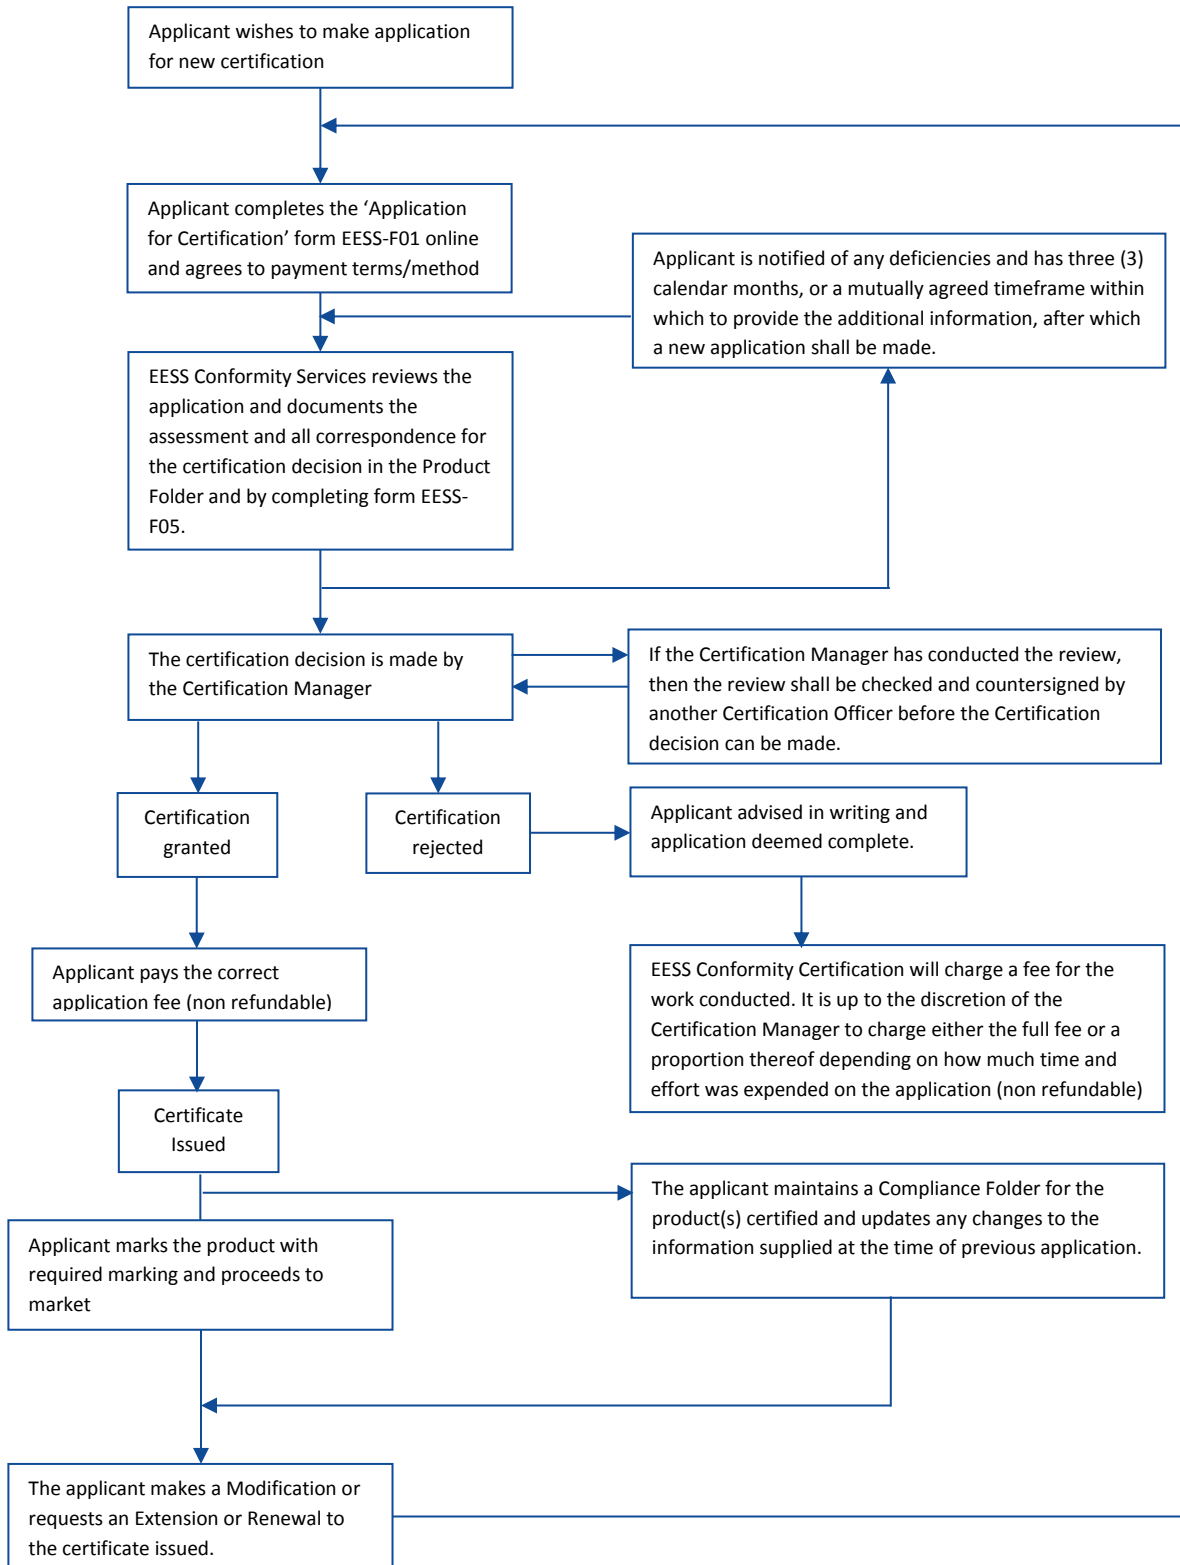 Applicant wishes to make application
for new certification
Applicant completes the ‘Application
for Certification’ form EESS-F01 online
and agrees to payment terms/method
Applicant is notified of any deficiencies and has three (3)
calendar months, or a mutually agreed timeframe within
which to provide the additional information, after which
a new application shall be made.
EESS Conformity Services reviews the
application and documents the
assessment and all correspondence for
the certification decision in the Product
Folder and by completing form EESS-
F05.
The certification decision is made by
the Certification Manager
If the Certification Manager has conducted the review,
then the review shall be checked and countersigned by
another Certification Officer before the Certification
decision can be made.
Certification
granted
Certification
rejected
Applicant advised in writing and
application deemed complete.
Applicant pays the correct
application fee (non refundable)
EESS Conformity Certification will charge a fee for the
work conducted. It is up to the discretion of the
Certification Manager to charge either the full fee or a
proportion thereof depending on how much time and
effort was expended on the application (non refundable)
Certificate
Issued
The applicant maintains a Compliance Folder for the
product(s) certified and updates any changes to the
information supplied at the time of previous application.
Applicant marks the product with
required marking and proceeds to
market
The applicant makes a Modification or
requests an Extension or Renewal to
the certificate issued.